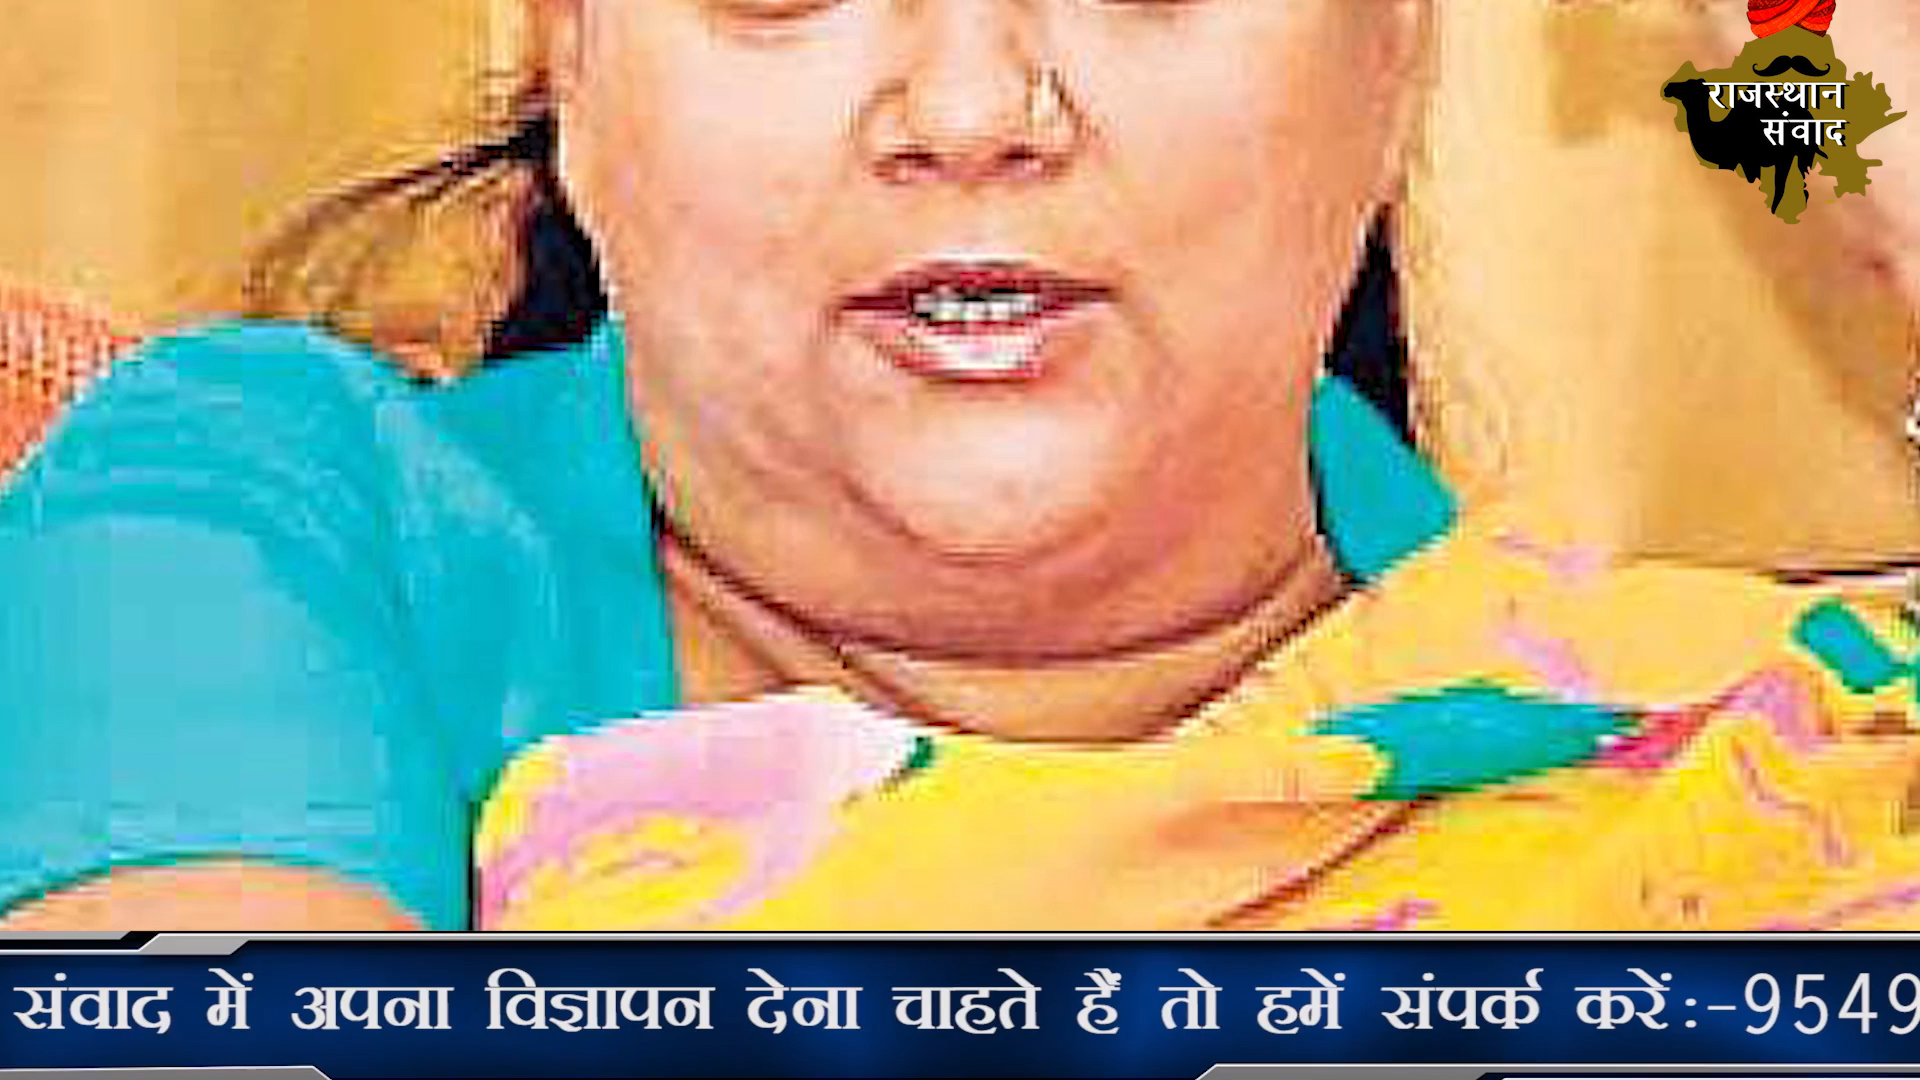 राजस्थान
संवाद
संवाद में अपना विज्ञापन देना चाहते हैं तो हमें संपर्क करें:-9549